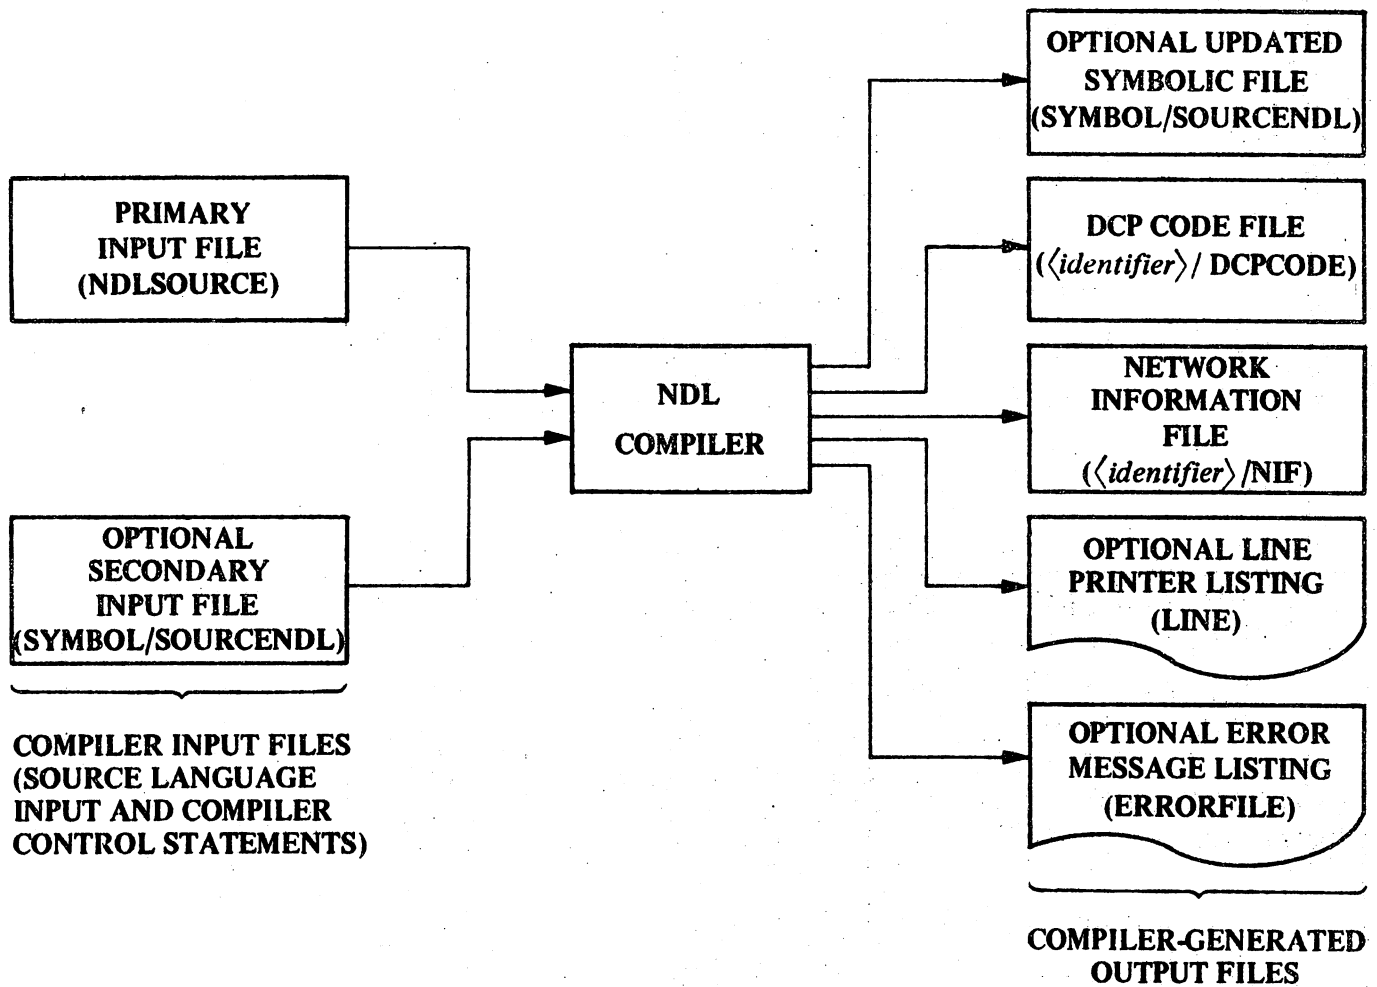 PRIMARY
INPUT FILE
(NDLSOURCE)
OPTIONAL
SECONDARY
INPUT FILE
(SYMBOL/SOURCENDL)
COMPILER INPUT FILES
(SOURCE LANGUAGE
INPUT AND COMPILER
CONTROL STATEMENTS)
NDL
COMPILER
OPTIONAL UPDATED
SYMBOLIC FILE
(SYMBOL/SOURCENDL)
DCP CODE FILE
(⟨identifier⟩/ DCPCODE)
NETWORK
INFORMATION
FILE
(⟨identifier⟩/NIF)
OPTIONAL LINE
PRINTER LISTING
(LINE)
OPTIONAL ERROR
MESSAGE LISTING
(ERRORFILE)
COMPILER-GENERATED
OUTPUT FILES